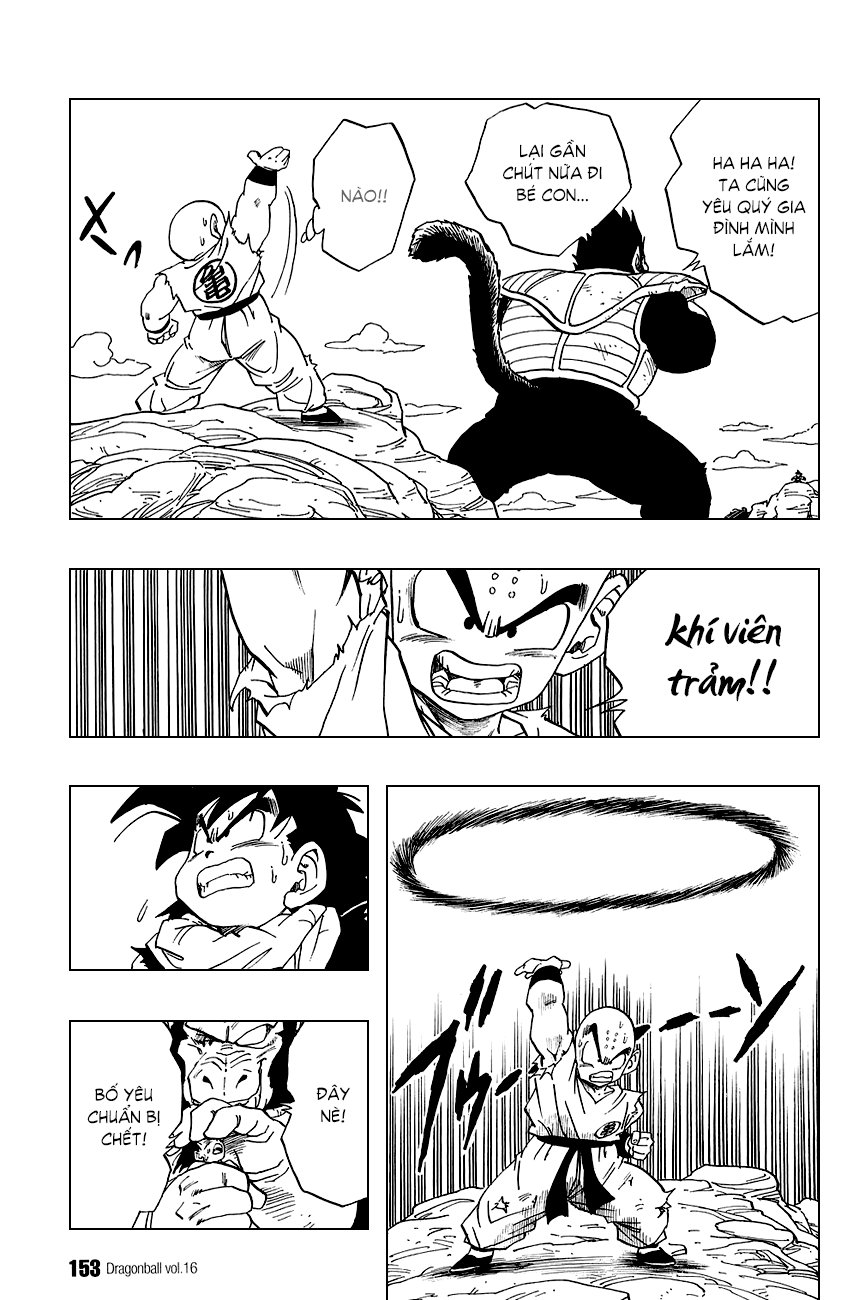 HA HA HA!
TA CŨNG
YÊU QUÝ GIA
ĐÌNH MÌNH
LẮM!
LẠI GẦN
CHÚT NỮA ĐI
BÉ CON...
NÀO!!
亀
khí viên
trảm!!
ĐÂY
NÈ!
BỐ YÊU
CHUẨN BỊ
CHẾT!
153 Dragonball vol.16